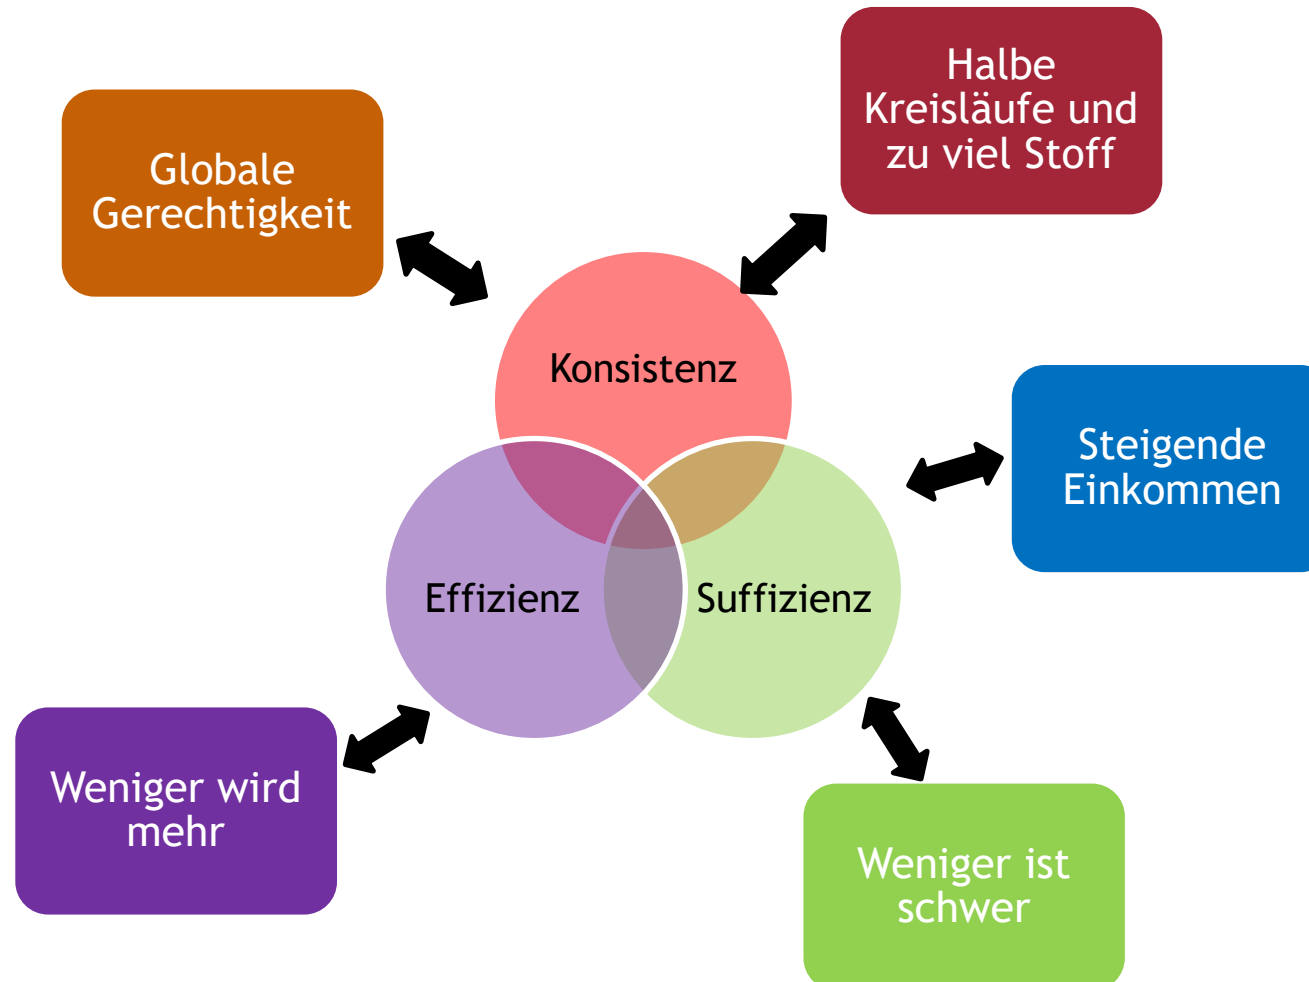 Halbe
Kreisläufe und
zu viel Stoff
Globale
Gerechtigkeit
Konsistenz
Steigende
Einkommen
Effizienz
Suffizienz
Weniger wird
mehr
Weniger ist
schwer